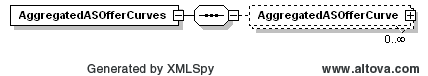 AggregatedASOfferCurves
AggregatedASOfferCurve
0..∞
Generated by XMLSpy
www.altova.com